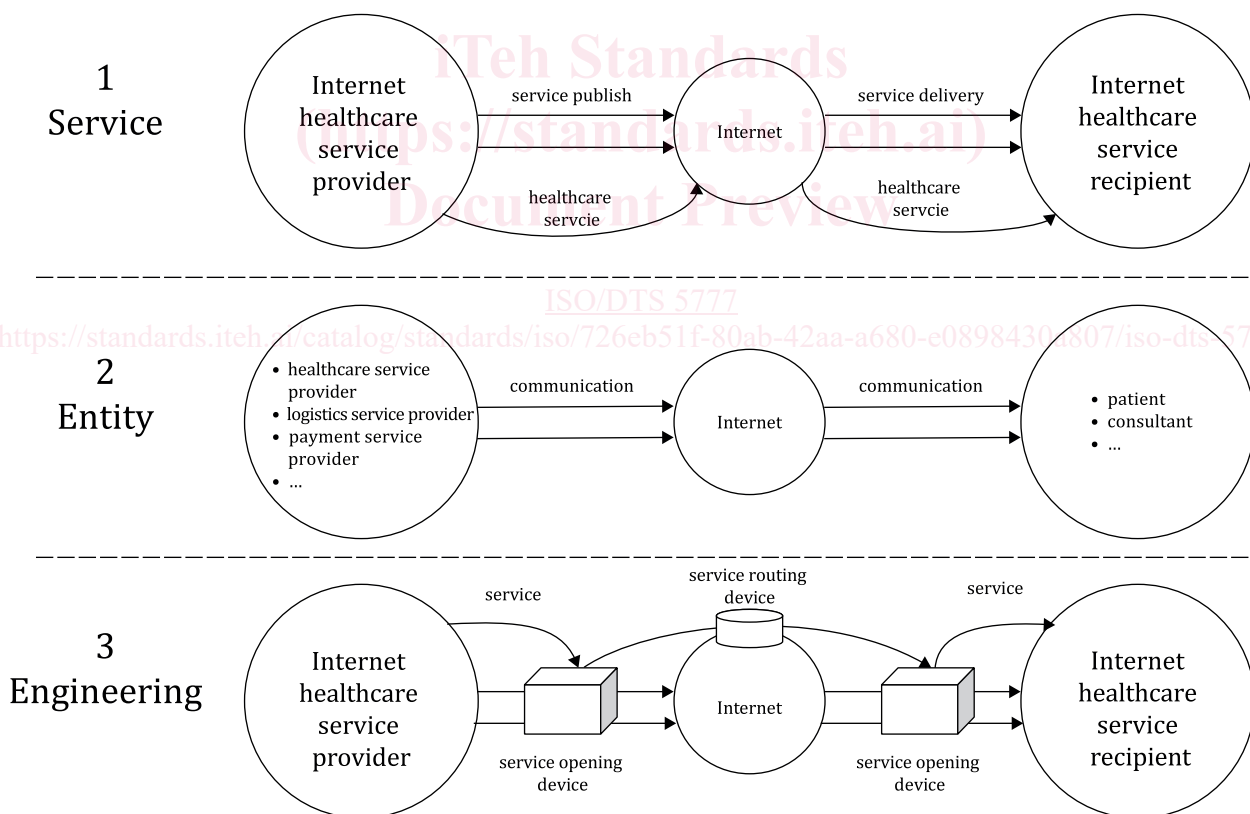 iTeh Standards
(https://standards.iteh.ai)
Document Preview
1
Service
Internet
healthcare
service
provider
service publish
healthcare
servcie
Internet
service delivery
healthcare
servcie
Internet
healthcare
service
recipient
ISO/DTS 5777
2
Entity
• healthcare service
provider
• logistics service provider
• payment service
provider
• ...
communication
Internet
communication
• patient
• consultant
• ...
3
Engineering
Internet
healthcare
service
provider
service
service opening
device
service routing
device
Internet
service
service opening
device
Internet
healthcare
service
recipient